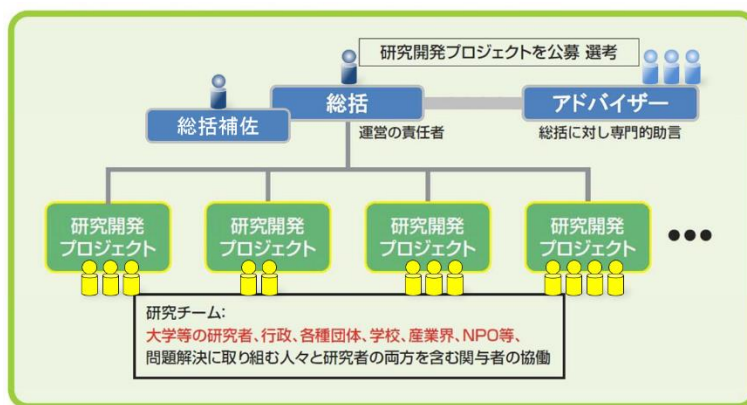 研究開発プロジェクトを公募 選考
総括
アドバイザー
総括補佐
運営の責任者
総括に対し専門的助言
研究開発
プロジェクト
研究開発
プロジェクト
研究開発
プロジェクト
研究開発
プロジェクト
●●●
研究チーム:
大学等の研究者、行政、各種団体、学校、産業界、NPO等、
問題解決に取り組む人々と研究者の両方を含む関与者の協働